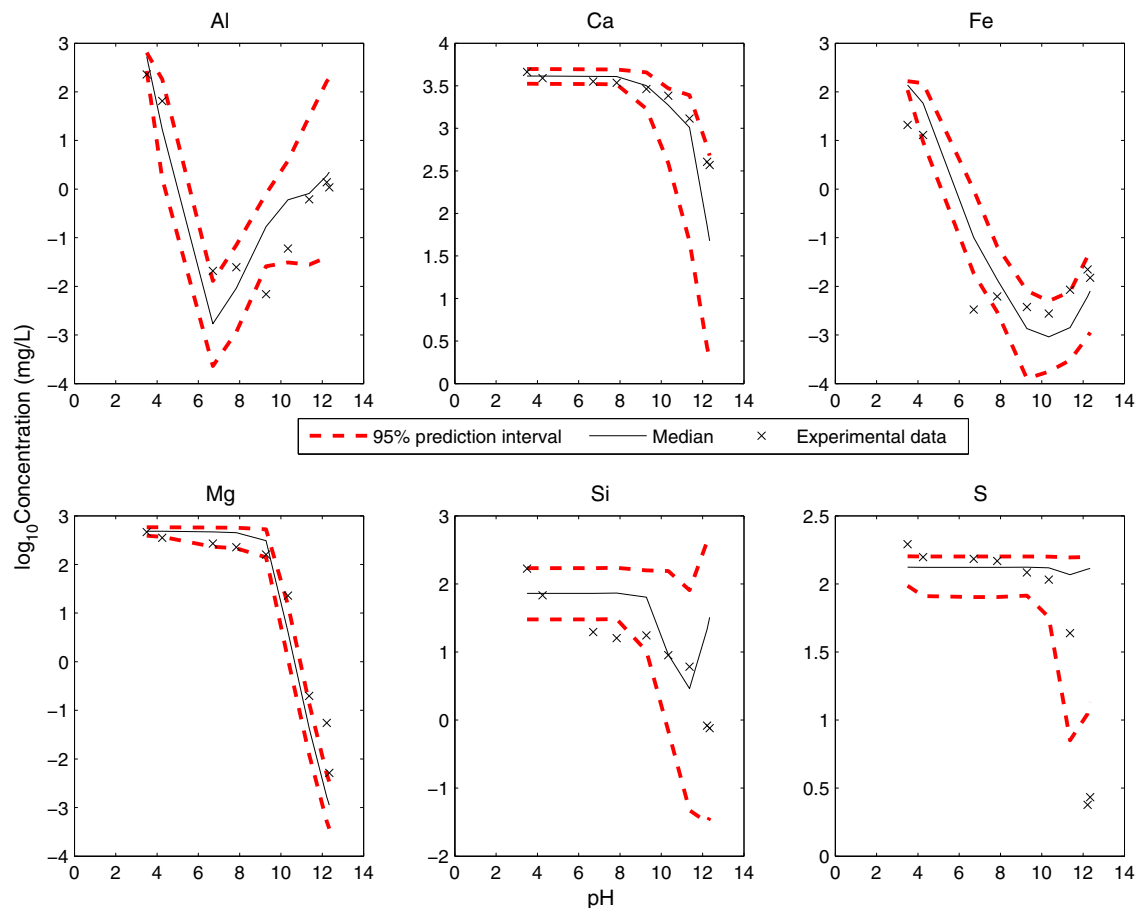 Al Ca Fe
3 4 3
2 3.5 2
1 3 1
0 2.5 0
−1 2 −1
−2 1.5 −2
−3 1 −3
−4 0.5 −4
0
0 2 4 6 8 10 12 14 0 2 4 6 8 10 12 14 0 2 4 6 8 10 12 14
log10Concentration (mg/L)
95% prediction interval Median Experimental data
Mg Si S
3 3 2.5
2 2 2
1 1 1.5
0 0 1
−1 −1 0.5
−2 −2 0
−3
−4
0 2 4 6 8 10 12 14 0 2 4 6 8 10 12 14 0 2 4 6 8 10 12 14
pH